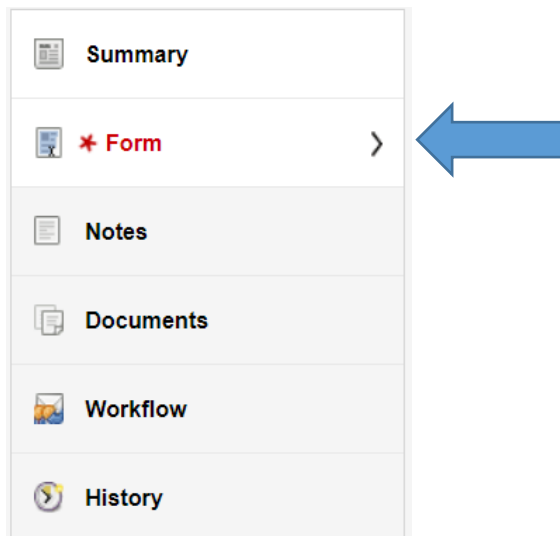 Summary
* Form
Notes
Documents
Workflow
History